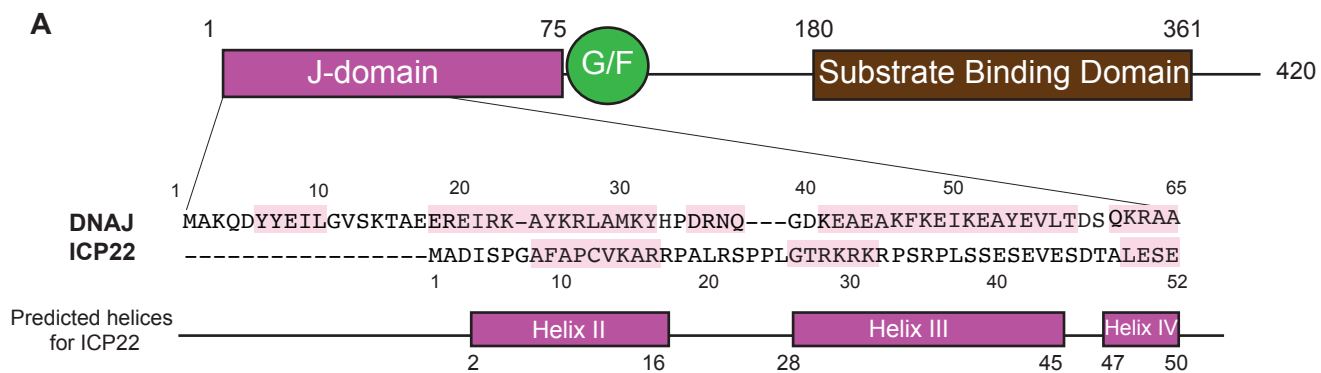 A
1 75 180 361
J-domain G/F Substrate Binding Domain 420
1 10 20 30 40 50 65
DNAJ MAKQDYYEILGVSKTAEEREIRK-AYKRLAMKYHPDRNQ---GDKEAEAKFKEIKEAYEVLTDSQKRAA
ICP22 -----------------MADISPGAFAPCVKARRPALRSPPLGTRKRKRPSRPLSSESEVESDTALESE
1 10 20 30 40 52
Predicted helices Helix II Helix III Helix IV
for ICP22
2 16 28 45 47 50